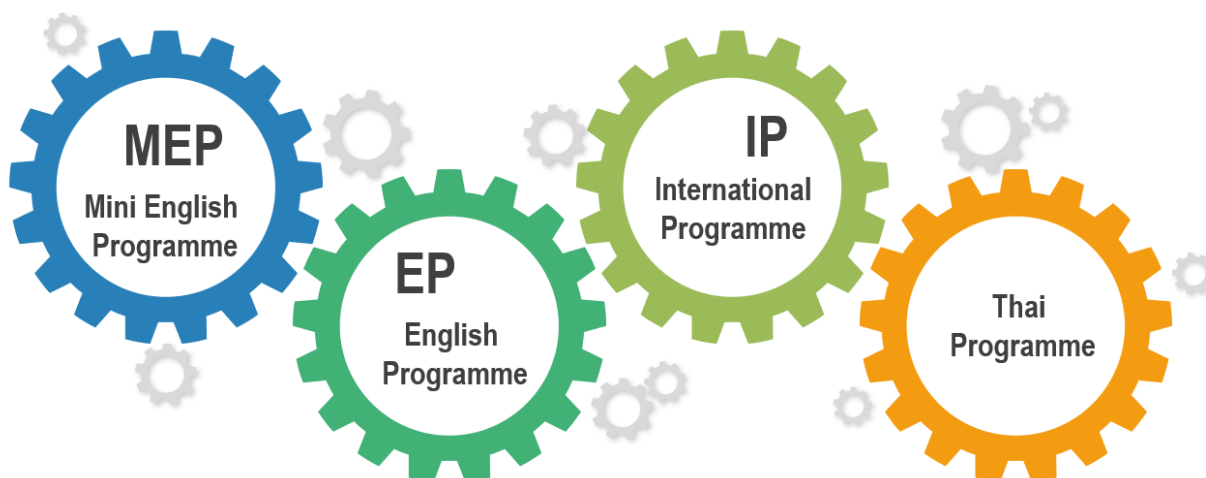 MEP
Mini English
Programme
EP
English
Programme
IP
International
Programme
Thai
Programme